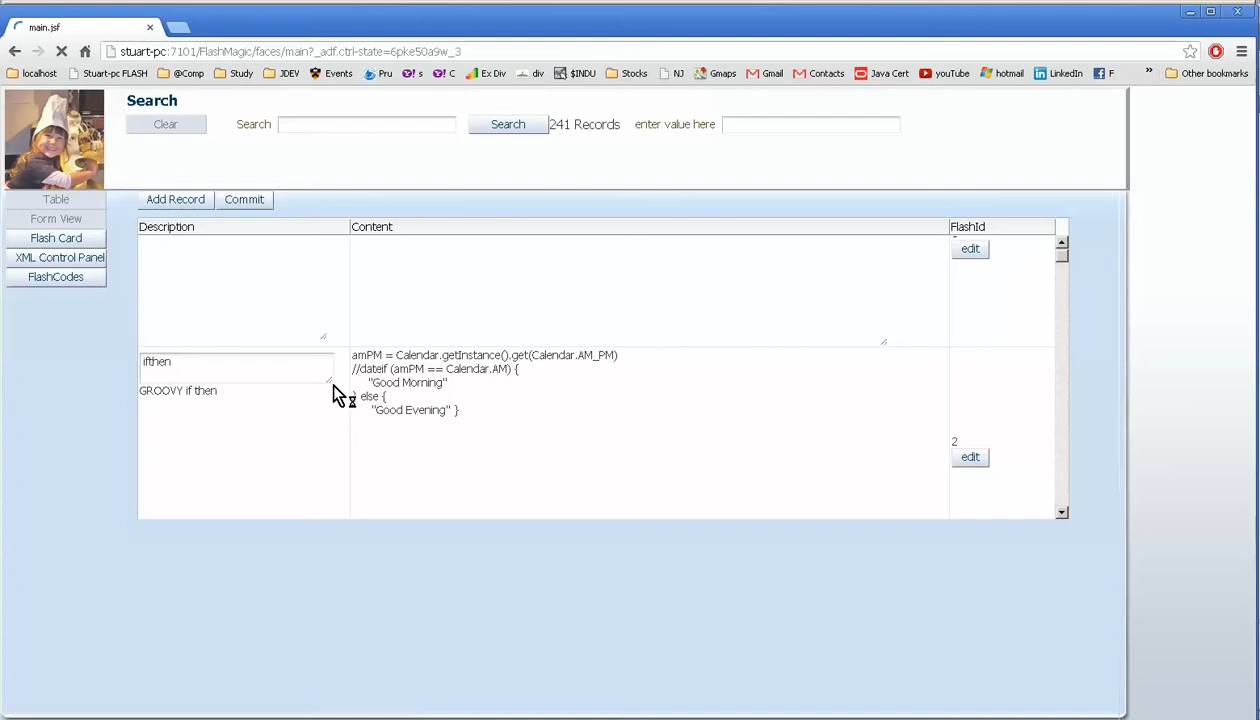 main.jsf
stuart-pc:7101/FlashMagic/faces/main?_adf.ctrl-state=6pke50a9w_3
localhost Stuart-pc FLASH @Comp Study JDEV Events Pru Y! s Y! C Ex Div div $INDU Stocks NJ Gmaps Gmail Contacts Java Cert youTube hotmail LinkedIn F » Other bookmarks
Search
Clear Search Search 241 Records enter value here
Table
Form View
Flash Card
XML Control Panel
FlashCodes
Add Record Commit
Description Content FlashId
edit
ifthen
GROOVY if then
amPM = Calendar.getInstance().get(Calendar.AM_PM)
//dateif (amPM == Calendar.AM) {
"Good Morning"
} else {
"Good Evening" }
2
edit